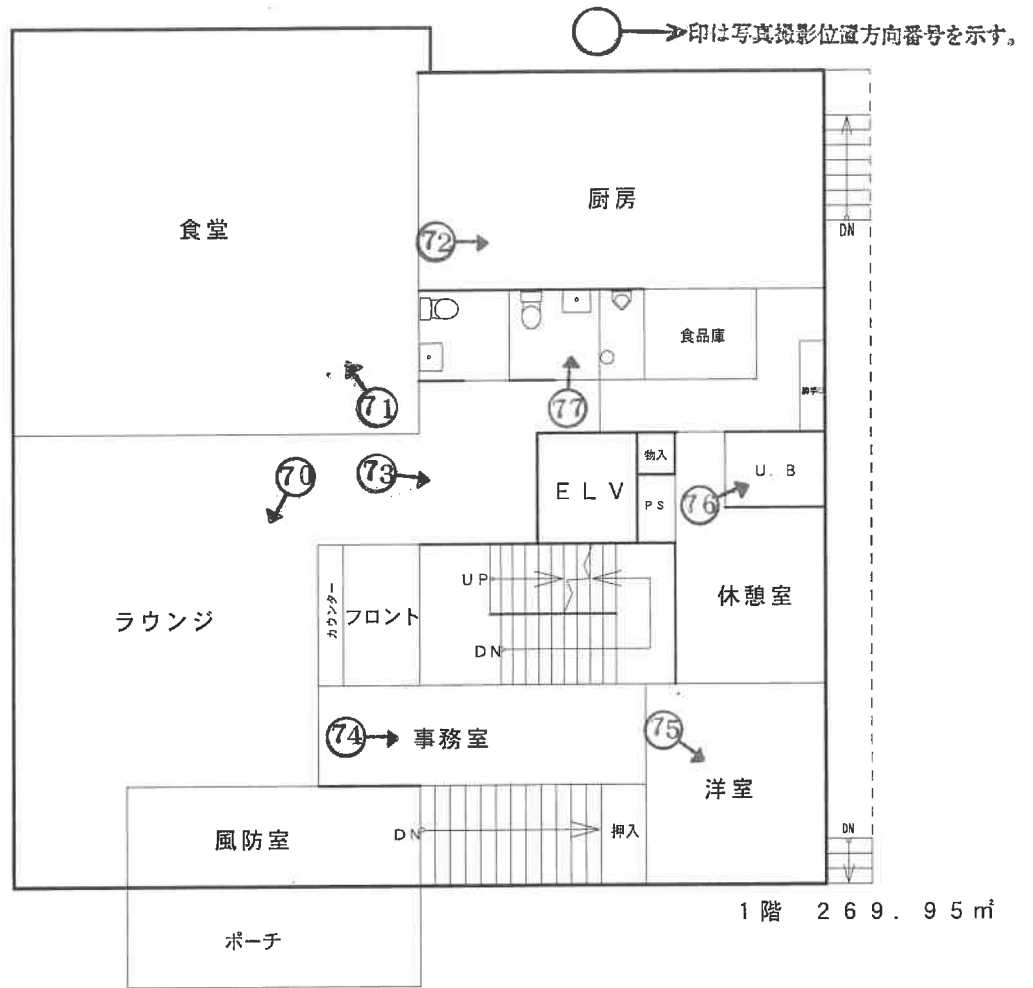 印は写真撮影位置方向番号を示す。
食堂
厨房
72
DN
食品庫
勝手口
71
77
70
73
ELV
物入
PS
U.B
76
ラウンジ
カウンター
フロント
UP
DN
休憩室
74
事務室
75
洋室
風防室
DN
押入
DN
1階 269.95㎡
ポーチ